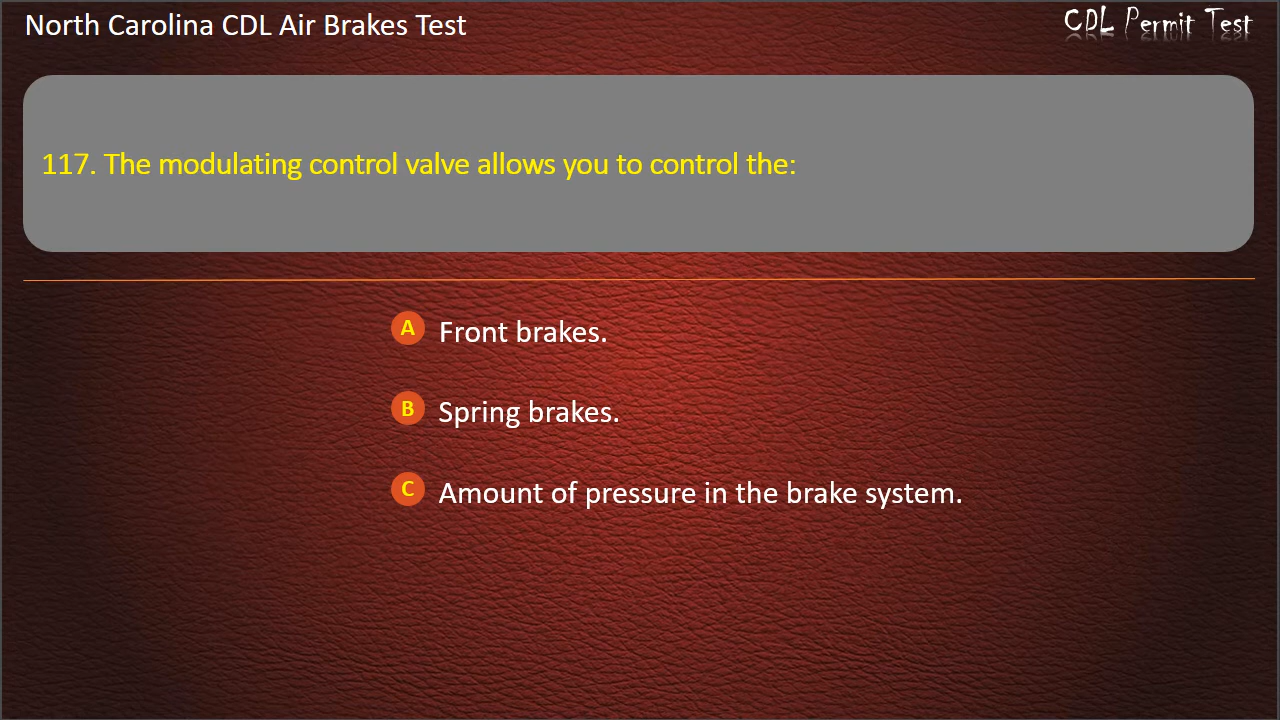 North Carolina CDL Air Brakes Test
CDL Permit Test
117. The modulating control valve allows you to control the:
A Front brakes.
B Spring brakes.
C Amount of pressure in the brake system.